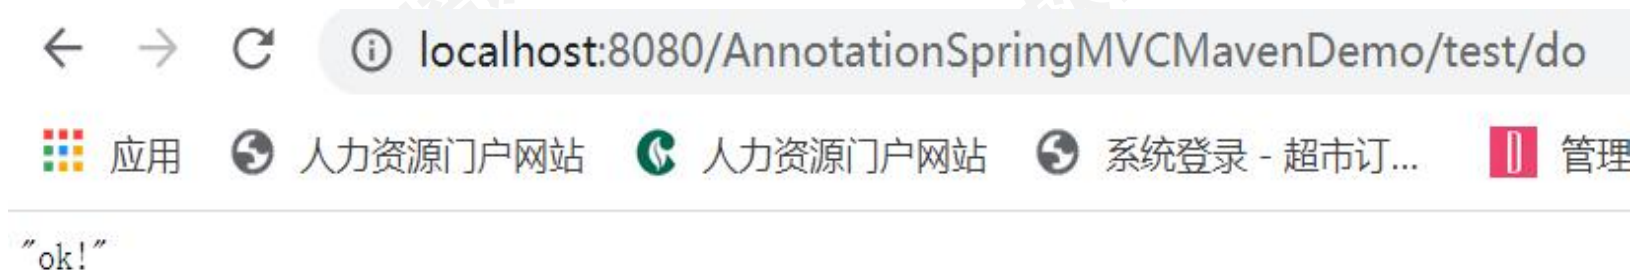 localhost:8080/AnnotationSpringMVCMavenDemo/test/do
应用 人力资源门户网站 人力资源门户网站 系统登录 - 超市订... 管理
"ok!"